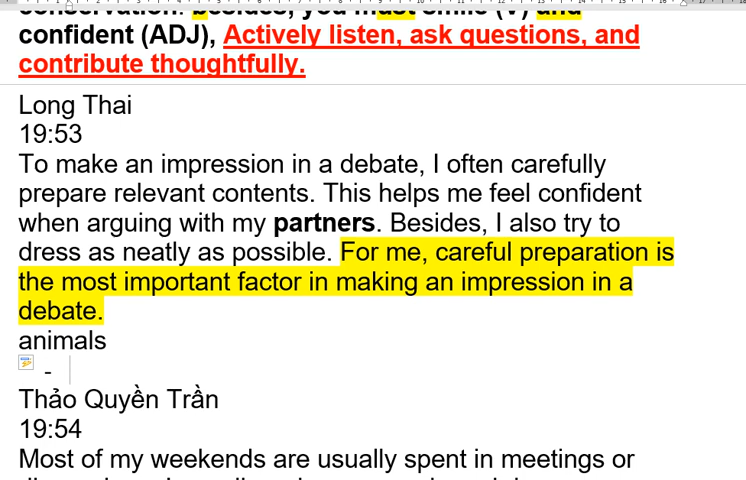 confident (ADJ), Actively listen, ask questions, and
contribute thoughtfully.
Long Thai
19:53
To make an impression in a debate, I often carefully
prepare relevant contents. This helps me feel confident
when arguing with my partners. Besides, I also try to
dress as neatly as possible. For me, careful preparation is
the most important factor in making an impression in a
debate.
animals
-
Thảo Quyền Trần
19:54
Most of my weekends are usually spent in meetings or